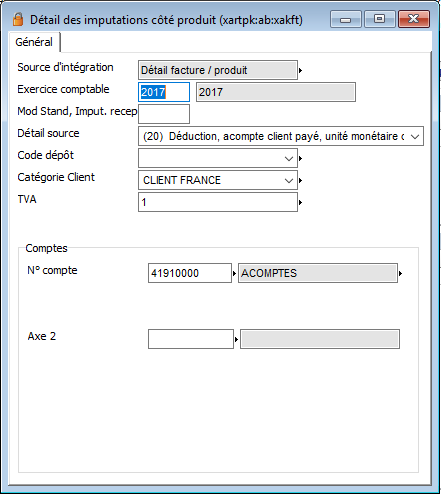 Détail des imputations côté produit (xartpk:ab:xakft)
Général
Source d'intégration Détail facture / produit
Exercice comptable 2017 2017
Mod Stand, Imput. recep
Détail source (20) Déduction, acompte client payé, unité monétaire
Code dépôt
Catégorie Client CLIENT FRANCE
TVA 1
Comptes
N° compte 41910000 ACOMPTES
Axe 2